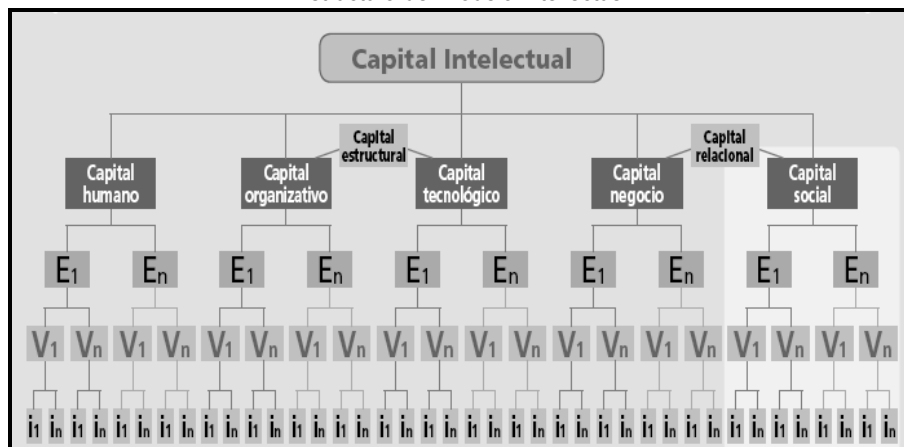 Capital Intelectual
Capital
estructural
Capital
relacional
Capital
humano
Capital
organizativo
Capital
tecnológico
Capital
negocio
Capital
social
E1 En E1 En E1 En E1 En E1 En
V1 Vn V1 Vn V1 Vn V1 Vn V1 Vn V1 Vn V1 Vn V1 Vn V1 Vn V1 Vn
i1 in i1 in i1 in i1 in i1 in i1 in i1 in i1 in i1 in i1 in i1 in i1 in i1 in i1 in i1 in i1 in i1 in i1 in i1 in i1 in